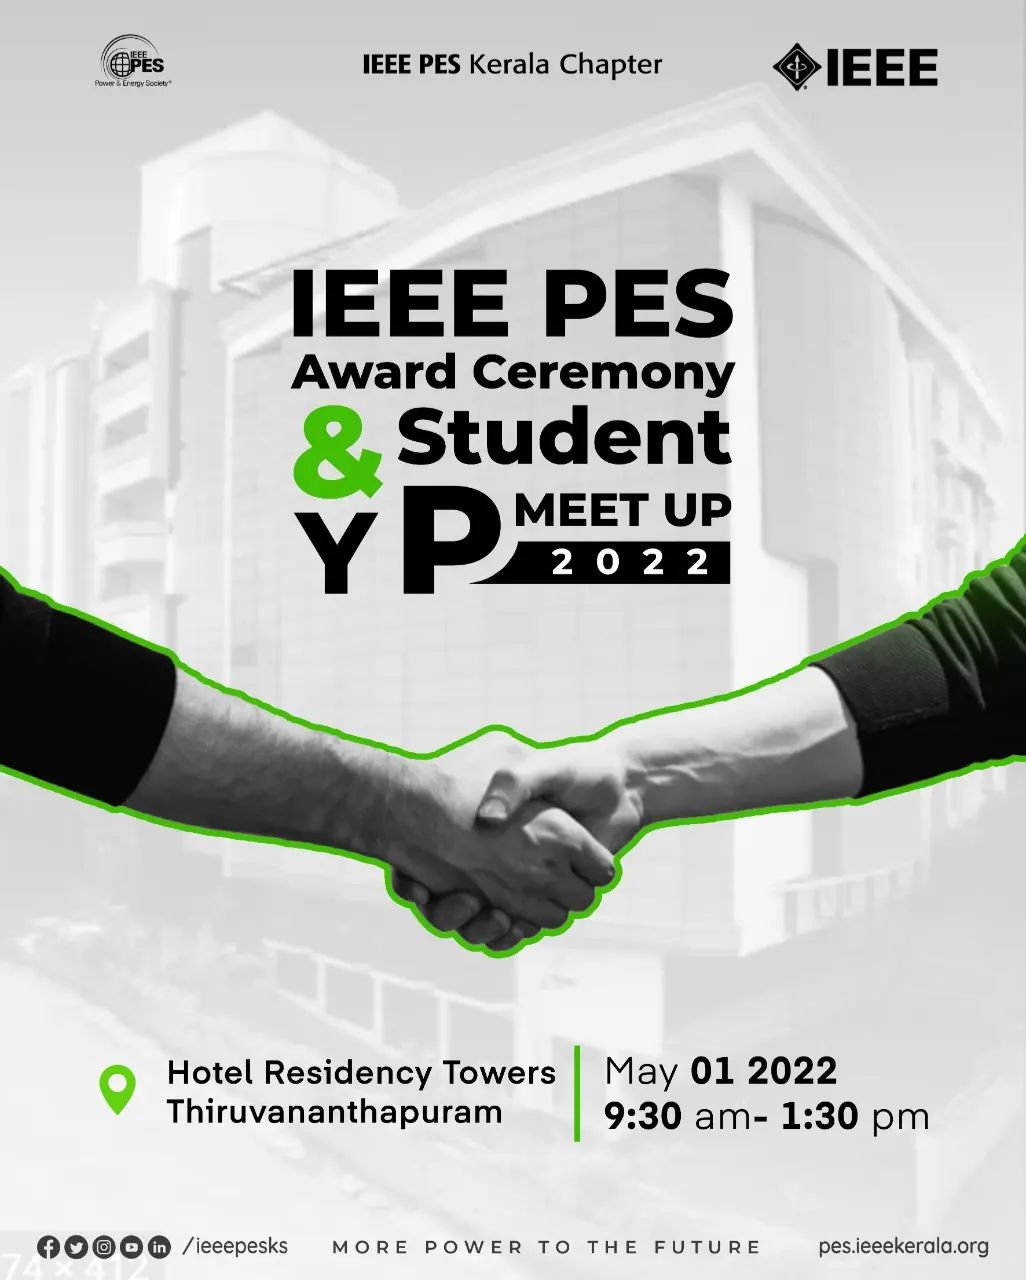 IEEE
PES
Power & Energy Society®
IEEE PES Kerala Chapter
IEEE
IEEE PES
Award Ceremony
& Student
YP MEET UP
2022
Hotel Residency Towers
Thiruvananthapuram
May 01 2022
9:30 am- 1:30 pm
/ieeepesks
MORE POWER TO THE FUTURE
pes.ieeekerala.org
74 × 412